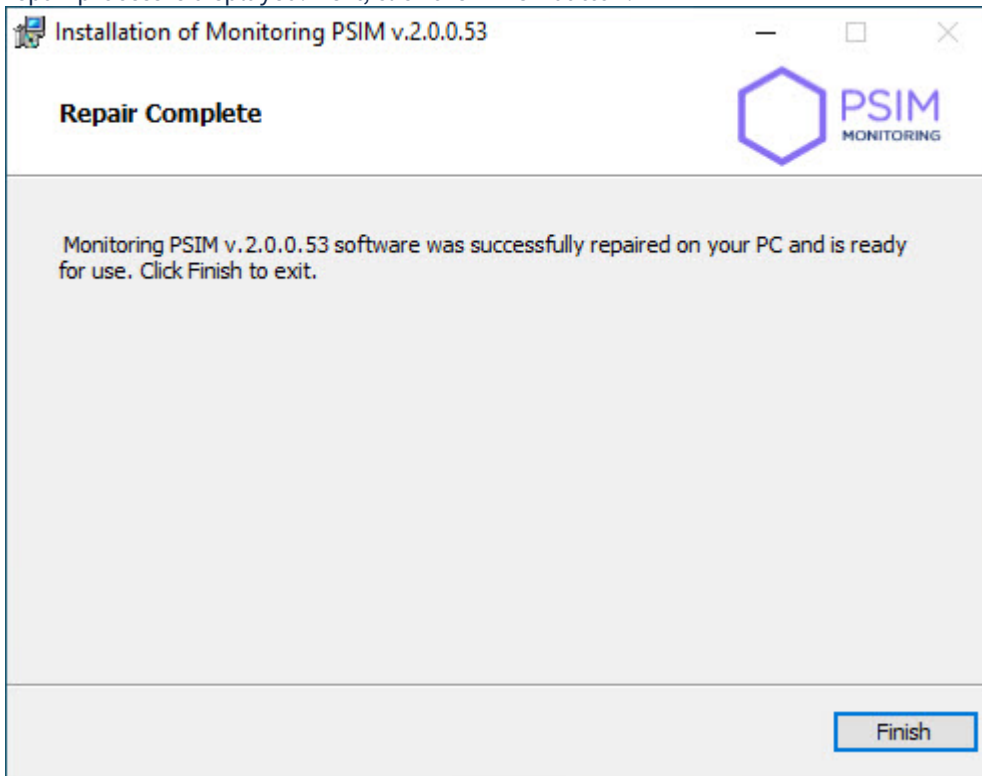 Installation of Monitoring PSIM v.2.0.0.53
Repair Complete
PSIM
MONITORING
Monitoring PSIM v.2.0.0.53 software was successfully repaired on your PC and is ready
for use. Click Finish to exit.
Finish